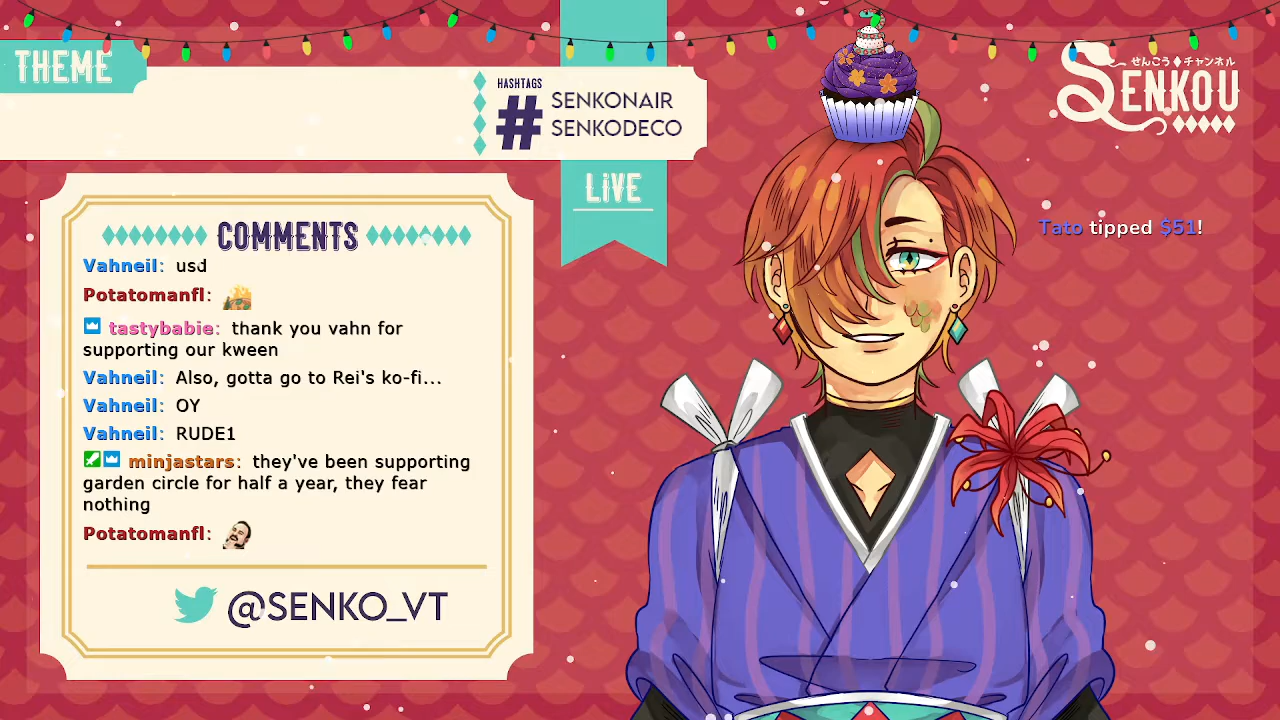 THEME
HASHTAGS
#
SENKONAIR
SENKODECO
LiVE
せんこう♦チャンネル
SENKOU
Tato tipped $51!
COMMENTS
Vahneil: usd
Potatomanfl:
tastybabie: thank you vahn for
supporting our kween
Vahneil: Also, gotta go to Rei's ko-fi...
Vahneil: OY
Vahneil: RUDE1
minjastars: they've been supporting
garden circle for half a year, they fear
nothing
Potatomanfl:
@SENKO_VT